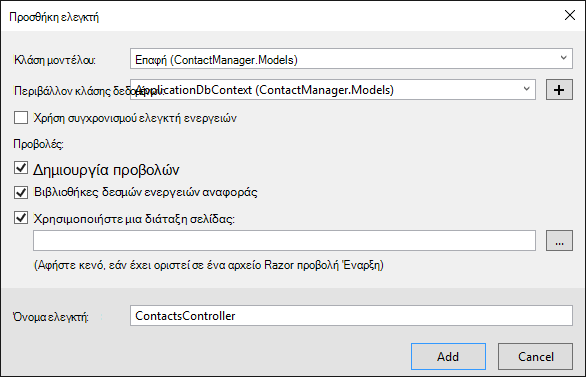 Προσθήκη ελεγκτή
Κλάση μοντέλου: Επαφή (ContactManager.Models)
Περιβάλλον κλάσης δεδομένων: ApplicationDbContext (ContactManager.Models)
Χρήση συγχρονισμού ελεγκτή ενεργειών
Προβολές:
Δημιουργία προβολών
Βιβλιοθήκες δεσμών ενεργειών αναφοράς
Χρησιμοποιήστε μια διάταξη σελίδας:
...
(Αφήστε κενό, εάν έχει οριστεί σε ένα αρχείο Razor προβολή Έναρξη)
Όνομα ελεγκτή: ContactsController
Add Cancel